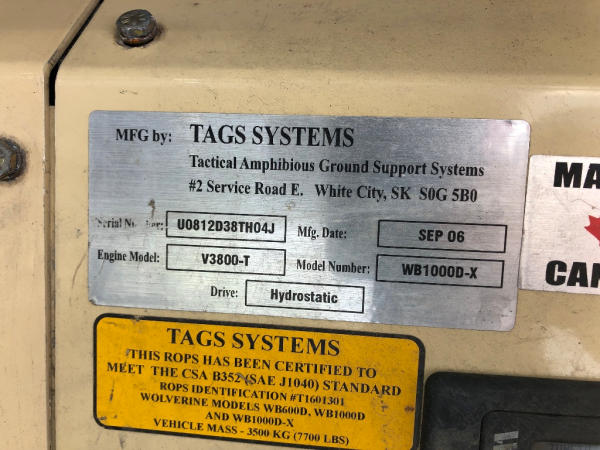 MFG by: TAGS SYSTEMS
Tactical Amphibious Ground Support Systems
#2 Service Road E. White City, SK S0G 5B0
Serial U0812D38TH04J Mfg. Date: SEP 06
Engine Model: V3800-T Model Number: WB1000D-X
Drive: Hydrostatic
TAGS SYSTEMS
THIS ROPS HAS BEEN CERTIFIED TO
MEET THE CSA B352 (SAE J1040) STANDARD
ROPS IDENTIFICATION #T1601301
WOLVERINE MODELS WB600D, WB1000D
AND WB1000D-X
VEHICLE MASS - 3500 KG (7700 LBS)
MA
CAN